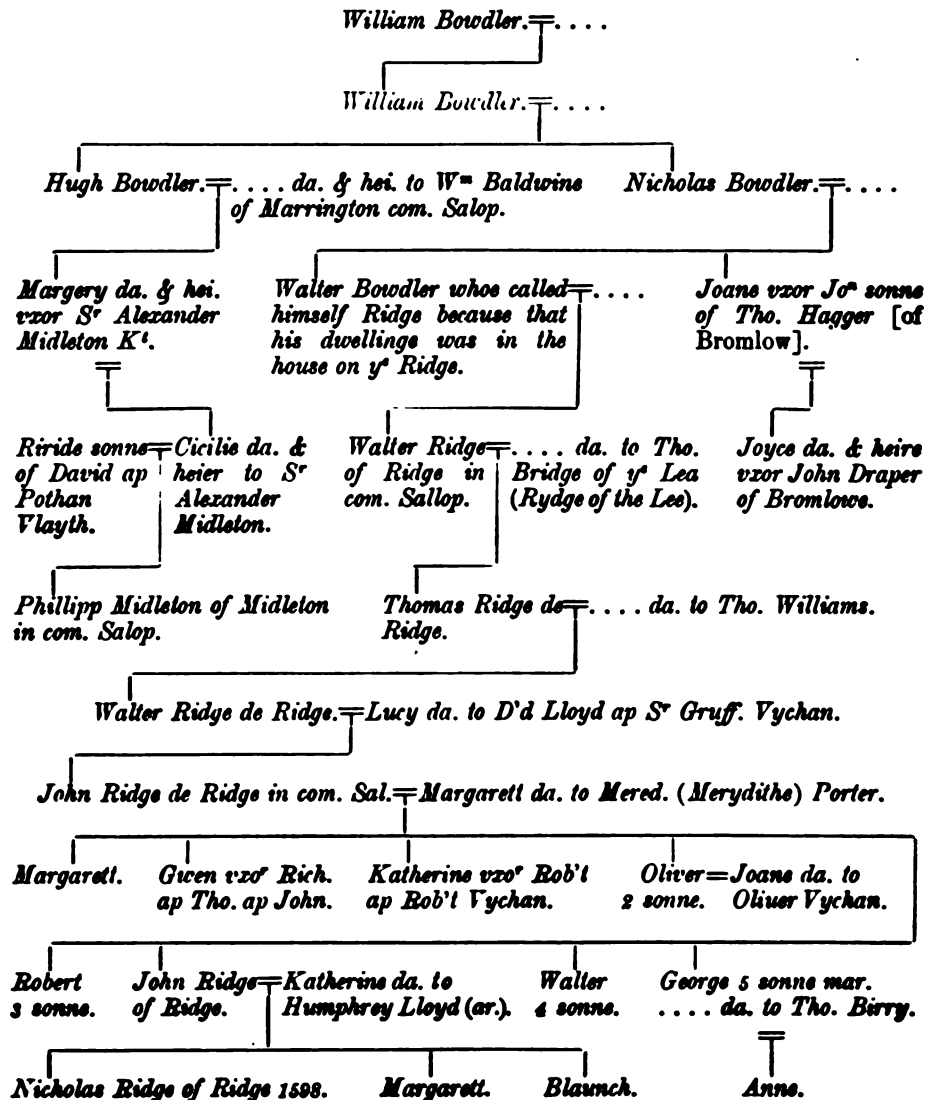 William Bowdler.=. . . .
William Bowdler.=. . . .
Hugh Bowdler.=. . . . da. & hei. to Wᵐ Baldwine
of Marrington com. Salop.
Nicholas Bowdler.=. . . .
Margery da. & hei.
vxor Sʳ Alexander
Midleton Kᵗ.
Walter Bowdler whoe called=. . . .
himself Ridge because that
his dwellinge was in the
house on yᵉ Ridge.
Joane vxor Joⁿ sonne
of Tho. Hagger [of
Bromlow].
Riride sonne=Cicilie da. &
of David ap heier to Sʳ
Pothan Alexander
Vlayth. Midleton.
Walter Ridge=. . . . da. to Tho.
of Ridge in Bridge of yᵉ Lea
com. Sallop. (Rydge of the Lee).
Joyce da. & heire
vxor John Draper
of Bromlowe.
Phillipp Midleton of Midleton
in com. Salop.
Thomas Ridge de=. . . . da. to Tho. Williams.
Ridge.
Walter Ridge de Ridge.=Lucy da. to D'd Lloyd ap Sʳ Gruff. Vychan.
John Ridge de Ridge in com. Sal.=Margarett da. to Mered. (Merydithe) Porter.
Margarett.
Gwen vxoʳ Rich.
ap Tho. ap John.
Katherine vxoʳ Rob't
ap Rob't Vychan.
Oliver=Joane da. to
2 sonne. Oliuer Vychan.
Robert
3 sonne.
John Ridge=Katherine da. to
of Ridge. Humphrey Lloyd (ar.).
Walter
4 sonne.
George 5 sonne mar.
. . . . da. to Tho. Birry.
Nicholas Ridge of Ridge 1598. Margarett. Blaunch. Anne.